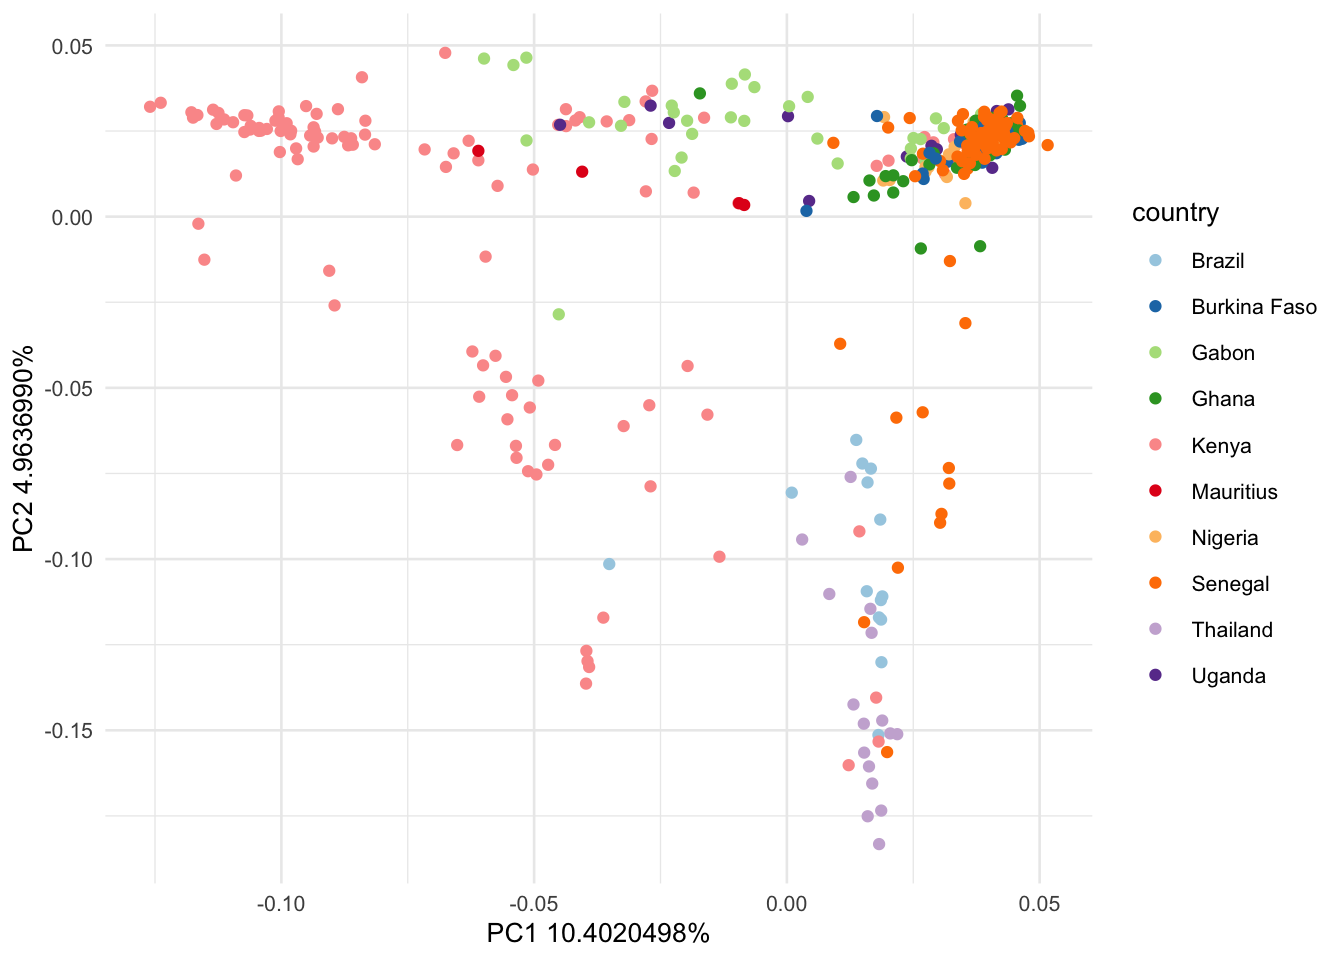 0.05
0.00
-0.05
-0.10
-0.15
PC2 4.9636990%
-0.10
-0.05
0.00
0.05
PC1 10.4020498%
country
Brazil
Burkina Faso
Gabon
Ghana
Kenya
Mauritius
Nigeria
Senegal
Thailand
Uganda